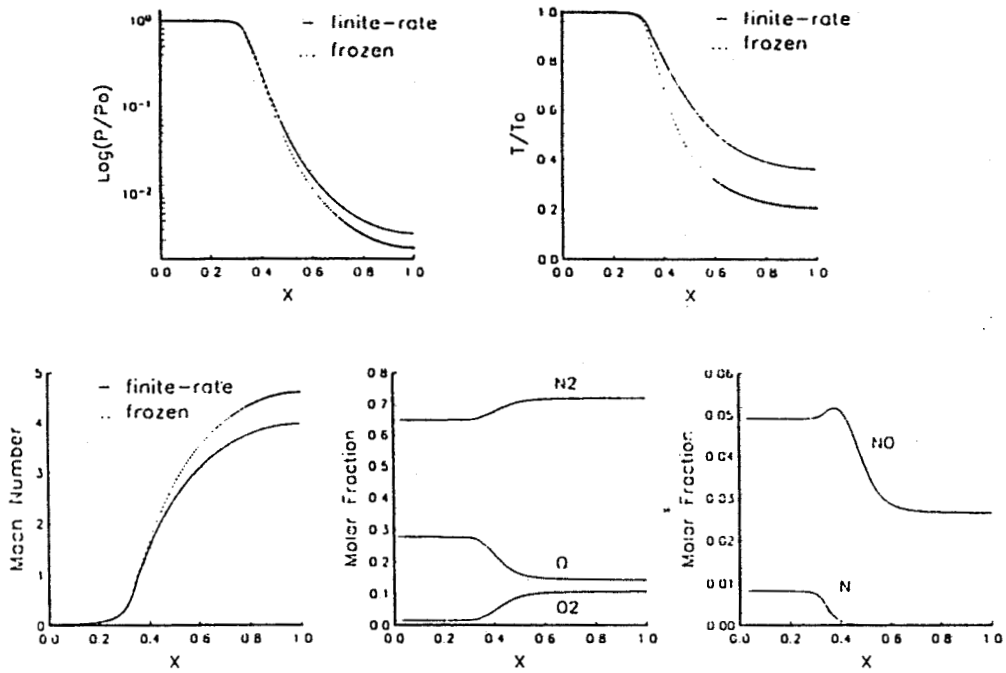 10⁰
10⁻¹
10⁻²
Log(P/Po)
— finite-rate
··· frozen
0.0 0.2 0.4 0.6 0.8 1.0
X
1.0
0.8
0.6
0.4
0.2
0.0
T/To
— finite-rate
··· frozen
0.0 0.2 0.4 0.6 0.8 1.0
X
5
4
3
2
1
0
Mach Number
— finite-rate
·· frozen
0.0 0.2 0.4 0.6 0.8 1.0
X
0.8
0.7
0.6
0.5
0.4
0.3
0.2
0.1
0.0
Molar Fraction
N2
O
O2
0.0 0.2 0.4 0.6 0.8 1.0
X
0.06
0.05
0.04
0.03
0.02
0.01
0.00
Molar Fraction
NO
N
0.0 0.2 0.4 0.6 0.8 1.0
X